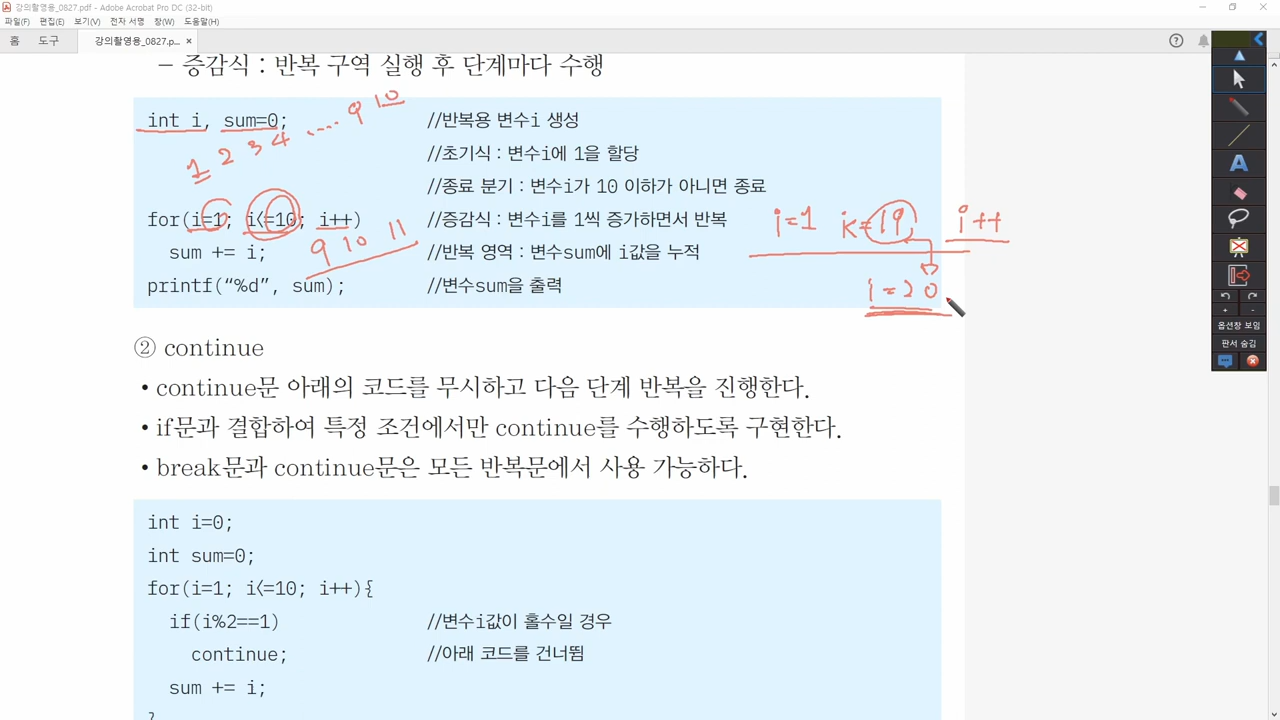 강의촬영용_0827.pdf - Adobe Acrobat Pro DC (32-bit)
파일(F) 편집(E) 보기(V) 전자 서명 창(W) 도움말(H)
홈 도구 강의촬영용_0827.p... ×
– 증감식 : 반복 구역 실행 후 단계마다 수행
int i, sum=0; //반복용 변수i 생성
1 2 3 4 .... 9 10
//초기식 : 변수i에 1을 할당
//종료 분기 : 변수i가 10 이하가 아니면 종료
for(i=1; i<=10; i++) //증감식 : 변수i를 1씩 증가하면서 반복
i=1 i<=19 i++
sum += i; //반복 영역 : 변수sum에 i값을 누적
9 10 11
printf(“%d”, sum); //변수sum을 출력
i=20
② continue
• continue문 아래의 코드를 무시하고 다음 단계 반복을 진행한다.
• if문과 결합하여 특정 조건에서만 continue를 수행하도록 구현한다.
• break문과 continue문은 모든 반복문에서 사용 가능하다.
int i=0;
int sum=0;
for(i=1; i<=10; i++){
if(i%2==1) //변수i값이 홀수일 경우
continue; //아래 코드를 건너뜀
sum += i;
}
A
옵션창 보임
판서 숨김